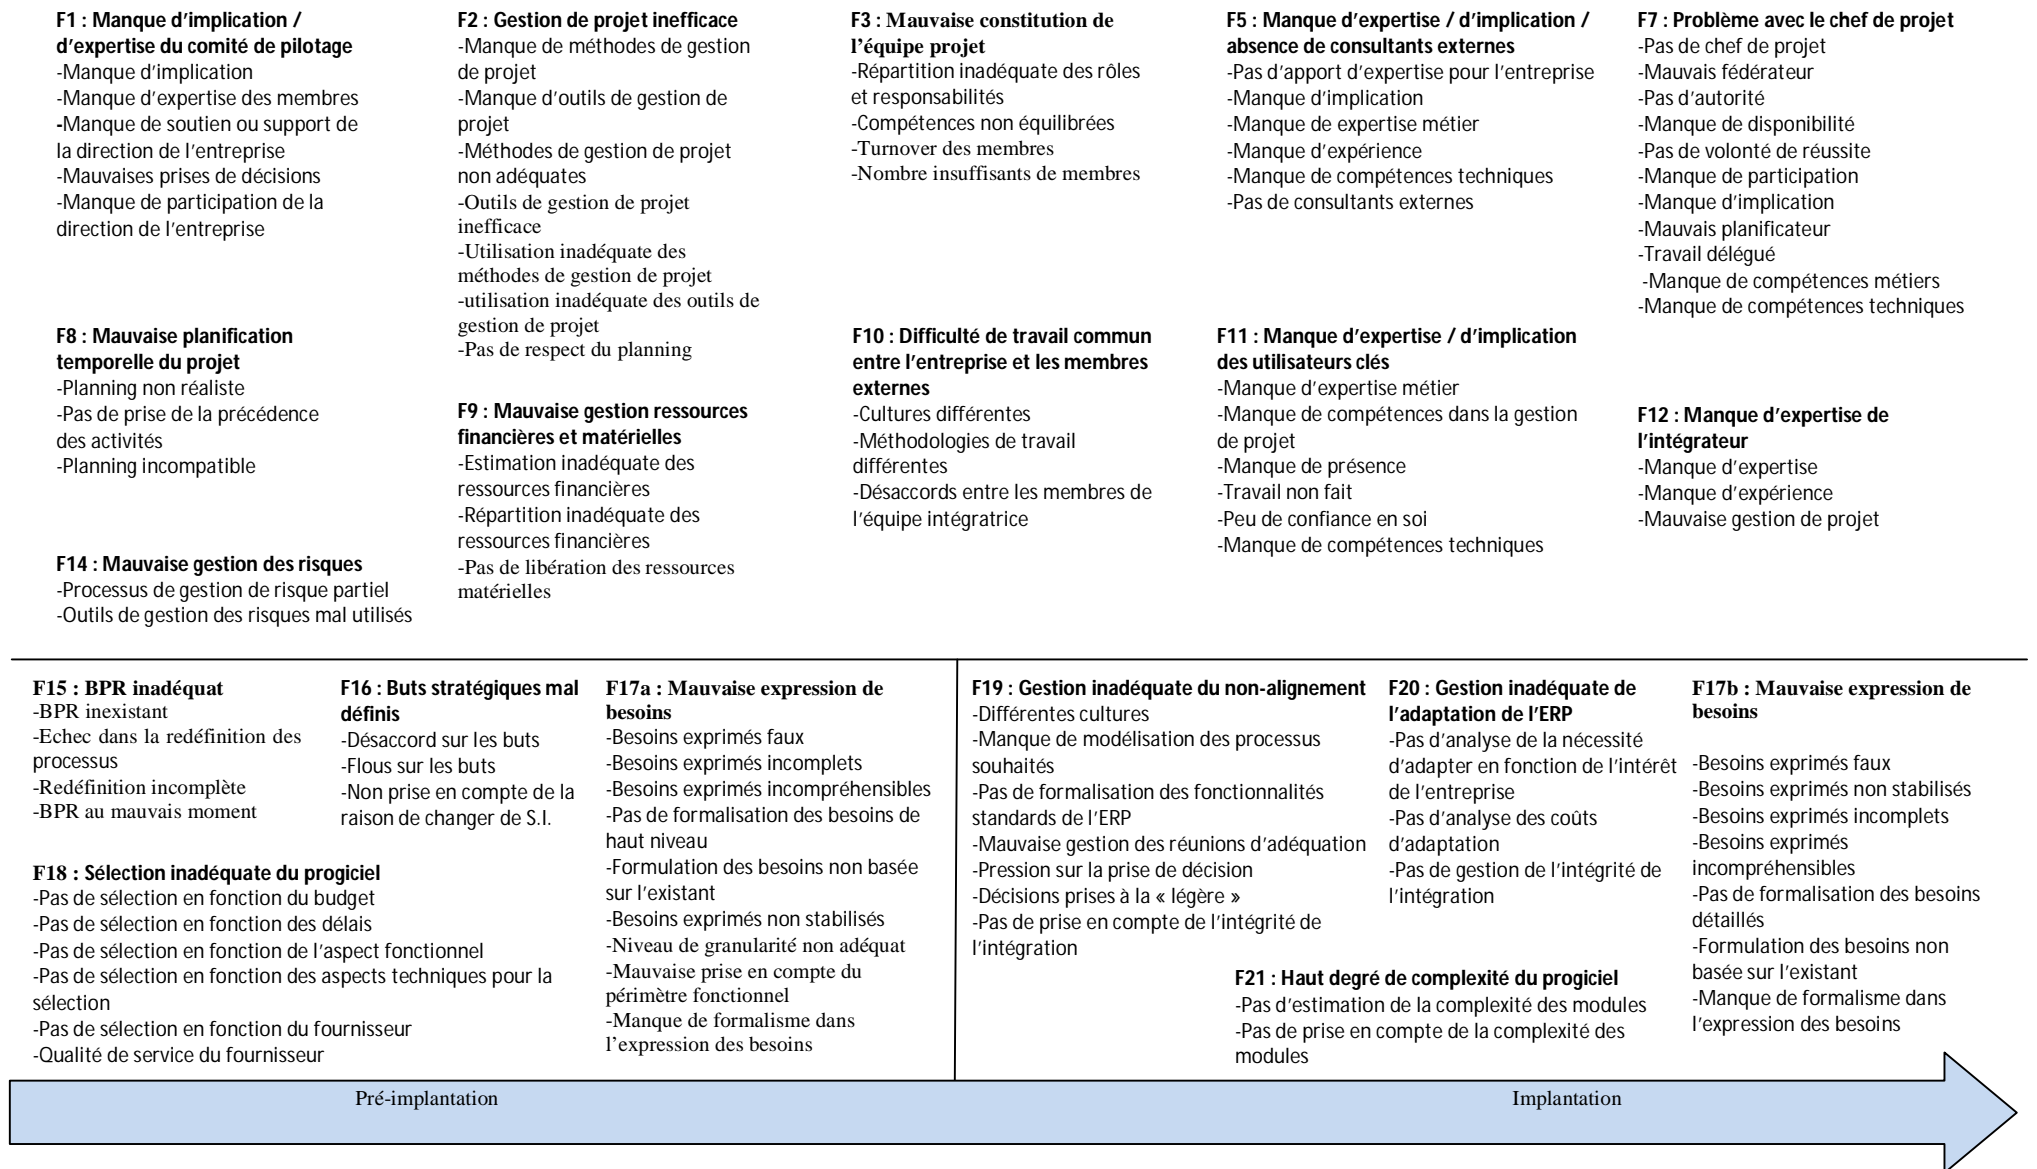 F1 : Manque d'implication /
d'expertise du comité de pilotage
-Manque d'implication
-Manque d'expertise des membres
-Manque de soutien ou support de
la direction de l'entreprise
-Mauvaises prises de décisions
-Manque de participation de la
direction de l'entreprise
F2 : Gestion de projet inefficace
-Manque de méthodes de gestion
de projet
-Manque d'outils de gestion de
projet
-Méthodes de gestion de projet
non adéquates
-Outils de gestion de projet
inefficace
-Utilisation inadéquate des
méthodes de gestion de projet
-utilisation inadéquate des outils de
gestion de projet
-Pas de respect du planning
F3 : Mauvaise constitution de
l'équipe projet
-Répartition inadéquate des rôles
et responsabilités
-Compétences non équilibrées
-Turnover des membres
-Nombre insuffisants de membres
F5 : Manque d'expertise / d'implication /
absence de consultants externes
-Pas d'apport d'expertise pour l'entreprise
-Manque d'implication
-Manque de expertise métier
-Manque d'expérience
-Manque de compétences techniques
-Pas de consultants externes
F7 : Problème avec le chef de projet
-Pas de chef de projet
-Mauvais fédérateur
-Pas d'autorité
-Manque de disponibilité
-Pas de volonté de réussite
-Manque de participation
-Manque d'implication
-Mauvais planificateur
-Travail délégué
-Manque de compétences métiers
-Manque de compétences techniques
F8 : Mauvaise planification
temporelle du projet
-Planning non réaliste
-Pas de prise de la précédence
des activités
-Planning incompatible
F9 : Mauvaise gestion ressources
financières et matérielles
-Estimation inadéquate des
ressources financières
-Répartition inadéquate des
ressources financières
-Pas de libération des ressources
matérielles
F10 : Difficulté de travail commun
entre l'entreprise et les membres
externes
-Cultures différentes
-Méthodologies de travail
différentes
-Désaccords entre les membres de
l'équipe intégratrice
F11 : Manque d'expertise / d'implication
des utilisateurs clés
-Manque d'expertise métier
-Manque de compétences dans la gestion
de projet
-Manque de présence
-Travail non fait
-Peu de confiance en soi
-Manque de compétences techniques
F12 : Manque d'expertise de
l'intégrateur
-Manque d'expertise
-Manque d'expérience
-Mauvaise gestion de projet
F14 : Mauvaise gestion des risques
-Processus de gestion de risque partiel
-Outils de gestion des risques mal utilisés
F15 : BPR inadéquat
-BPR inexistant
-Echec dans la redéfinition des
processus
-Redéfinition incomplète
-BPR au mauvais moment
F16 : Buts stratégiques mal
définis
-Désaccord sur les buts
-Flous sur les buts
-Non prise en compte de la
raison de changer de S.I.
F17a : Mauvaise expression de
besoins
-Besoins exprimés faux
-Besoins exprimés incomplets
-Besoins exprimés incompréhensibles
-Pas de formalisation des besoins de
haut niveau
-Formulation des besoins non basée
sur l'existant
-Besoins exprimés non stabilisés
-Niveau de granularité non adéquat
-Mauvaise prise en compte du
périmètre fonctionnel
-Manque de formalisme dans
l'expression des besoins
F18 : Sélection inadéquate du progiciel
-Pas de sélection en fonction du budget
-Pas de sélection en fonction des délais
-Pas de sélection en fonction de l'aspect fonctionnel
-Pas de sélection en fonction des aspects techniques pour la
sélection
-Pas de sélection en fonction du fournisseur
-Qualité de service du fournisseur
F19 : Gestion inadéquate du non-alignement
-Différentes cultures
-Manque de modélisation des processus
souhaités
-Pas de formalisation des fonctionnalités
standards de l'ERP
-Mauvaise gestion des réunions d'adéquation
-Pression sur la prise de décision
-Décisions prises à la « légère »
-Pas de prise en compte de l'intégrité de
l'intégration
F20 : Gestion inadéquate de
l'adaptation de l'ERP
-Pas d'analyse de la nécessité
d'adapter en fonction de l'intérêt
de l'entreprise
-Pas d'analyse des coûts
d'adaptation
-Pas de gestion de l'intégrité de
l'intégration
F17b : Mauvaise expression de
besoins
-Besoins exprimés faux
-Besoins exprimés non stabilisés
-Besoins exprimés incomplets
-Besoins exprimés
incompréhensibles
-Pas de formalisation des besoins
détaillés
-Formulation des besoins non
basée sur l'existant
-Manque de formalisme dans
l'expression des besoins
F21 : Haut degré de complexité du progiciel
-Pas d'estimation de la complexité des modules
-Pas de prise en compte de la complexité des
modules
Pré-implantation
Implantation